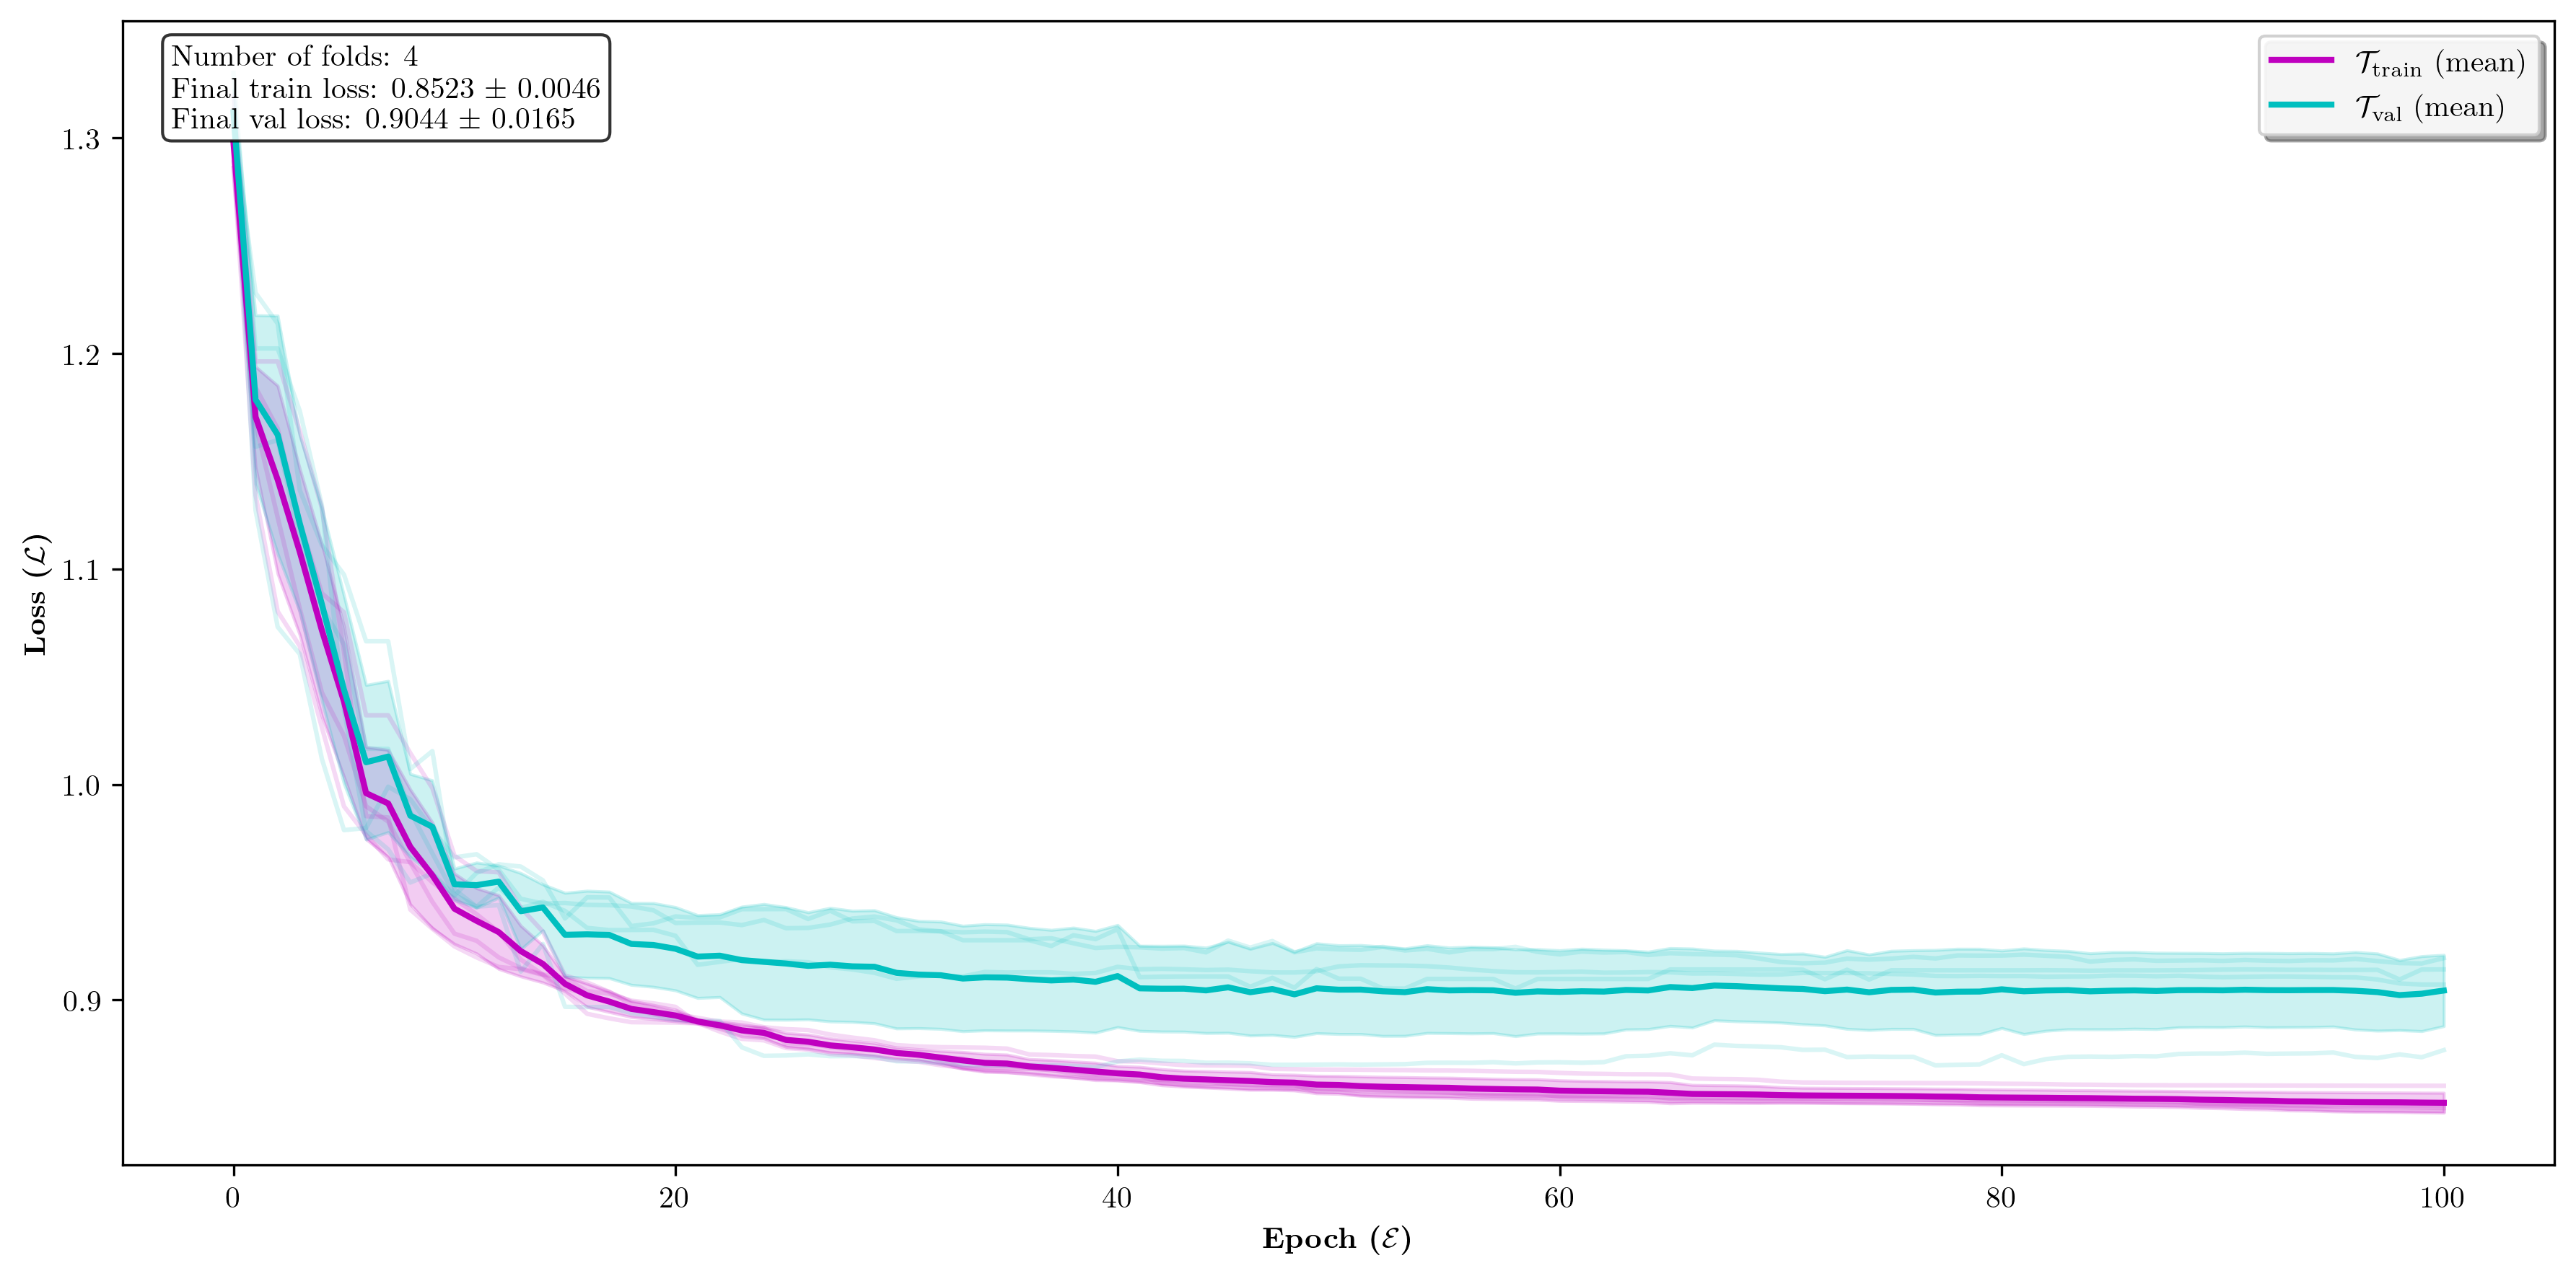 Number of folds: 4
Final train loss: 0.8523 ± 0.0046
Final val loss: 0.9044 ± 0.0165
𝒯train (mean)
𝒯val (mean)
1.3
1.2
1.1
1.0
0.9
Loss (ℒ)
0 20 40 60 80 100
Epoch (ℰ)